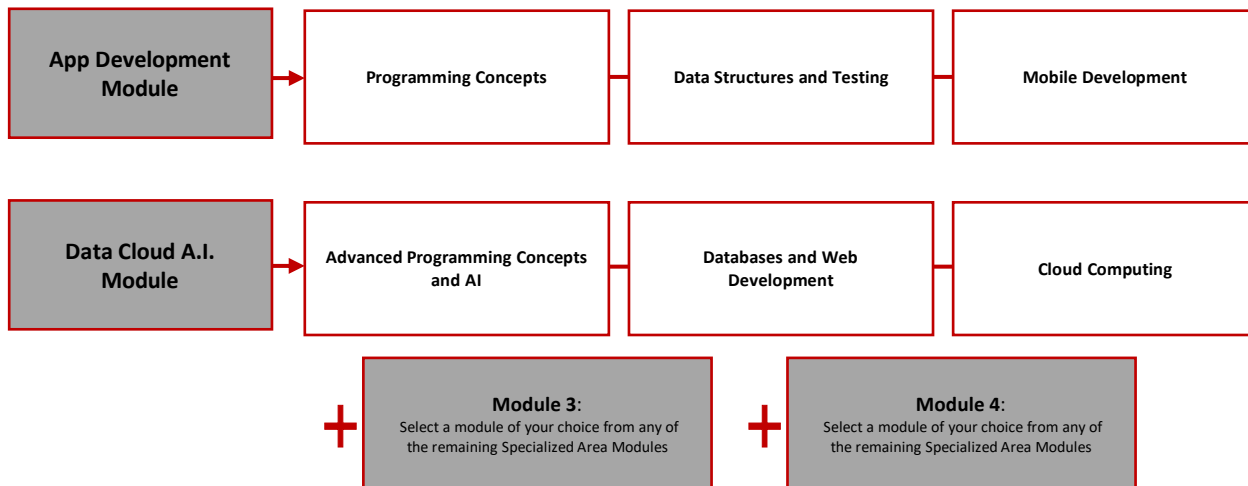 App Development
Module
Programming Concepts
Data Structures and Testing
Mobile Development
Data Cloud A.I.
Module
Advanced Programming Concepts
and AI
Databases and Web
Development
Cloud Computing
Module 3:
Select a module of your choice from any of
the remaining Specialized Area Modules
Module 4:
Select a module of your choice from any of
the remaining Specialized Area Modules